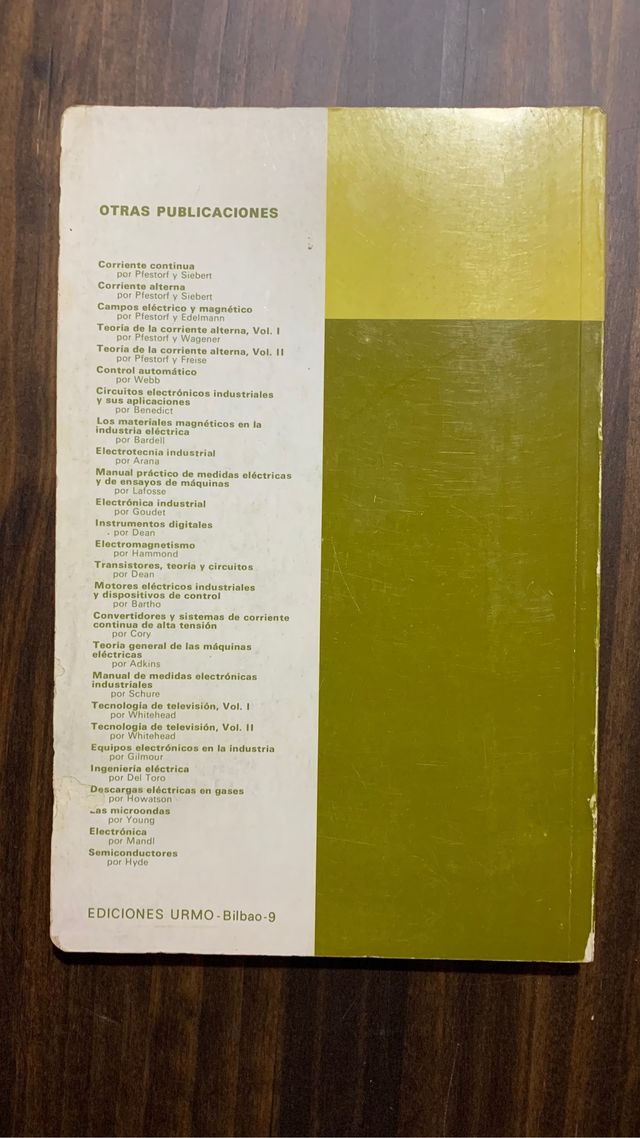 OTRAS PUBLICACIONES
Corriente continua
por Pfestorf y Siebert
Corriente alterna
por Pfestorf y Siebert
Campos eléctrico y magnético
por Pfestorf y Edelmann
Teoría de la corriente alterna, Vol. I
por Pfestorf y Wagener
Teoría de la corriente alterna, Vol. II
por Pfestorf y Freise
Control automático
por Webb
Circuitos electrónicos industriales
y sus aplicaciones
por Benedict
Los materiales magnéticos en la
industria eléctrica
por Bardell
Electrotecnia industrial
por Arana
Manual práctico de medidas eléctricas
y de ensayos de máquinas
por Lafosse
Electrónica industrial
por Goudet
Instrumentos digitales
por Dean
Electromagnetismo
por Hammond
Transistores, teoría y circuitos
por Dean
Motores eléctricos industriales
y dispositivos de control
por Bartho
Convertidores y sistemas de corriente
continua de alta tensión
por Cory
Teoría general de las máquinas
eléctricas
por Adkins
Manual de medidas electrónicas
industriales
por Schure
Tecnología de televisión, Vol. I
por Whitehead
Tecnología de televisión, Vol. II
por Whitehead
Equipos electrónicos en la industria
por Gilmour
Ingeniería eléctrica
por Del Toro
Descargas eléctricas en gases
por Howatson
Las microondas
por Young
Electrónica
por Mandl
Semiconductores
por Hyde
EDICIONES URMO - Bilbao-9